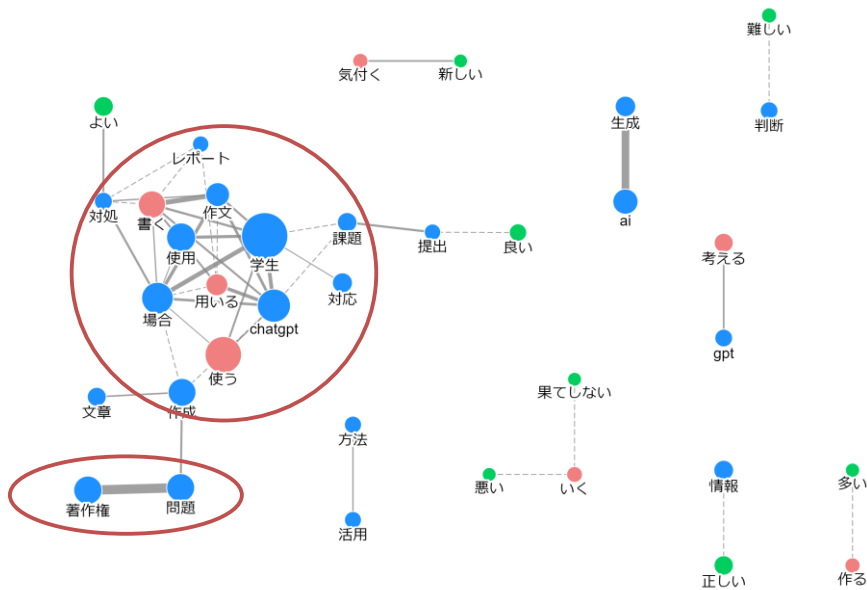 難しい
気付く
新しい
よい
生成
判断
レポート
対処
書く
作文
使用
学生
課題
提出
良い
ai
考える
用いる
対応
場合
chatgpt
gpt
使う
果てしない
文章
作成
方法
悪い
いく
情報
多い
著作権
問題
活用
正しい
作る